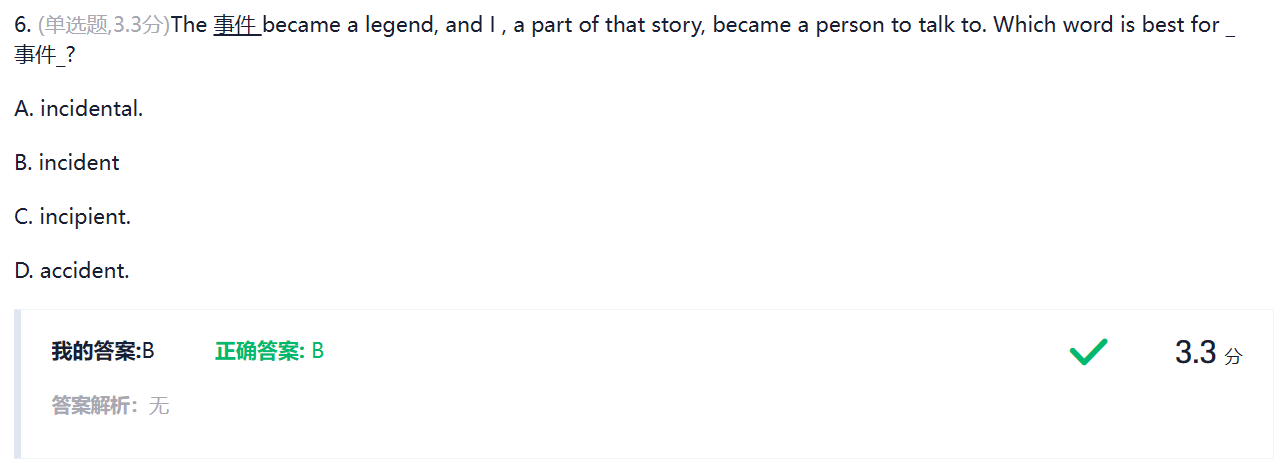 6. (单选题,3.3分)The 事件 became a legend, and I , a part of that story, became a person to talk to. Which word is best for _
事件_?
A. incidental.
B. incident
C. incipient.
D. accident.
我的答案:B 正确答案: B 3.3 分
答案解析: 无